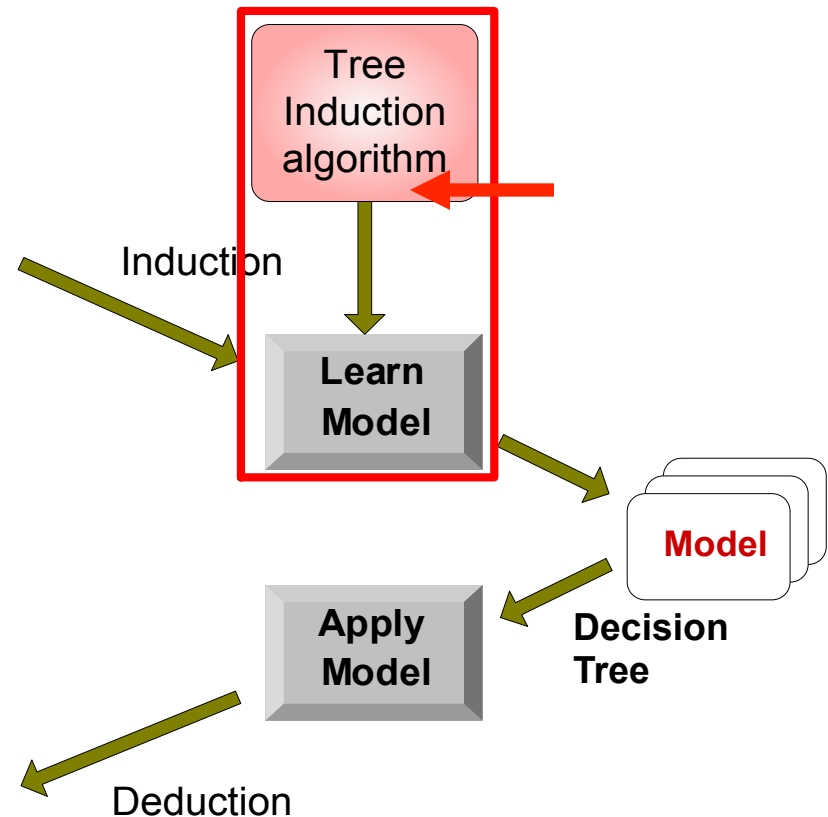 Tree
Induction
algorithm
Induction
Learn
Model
Model
Decision
Tree
Apply
Model
Deduction